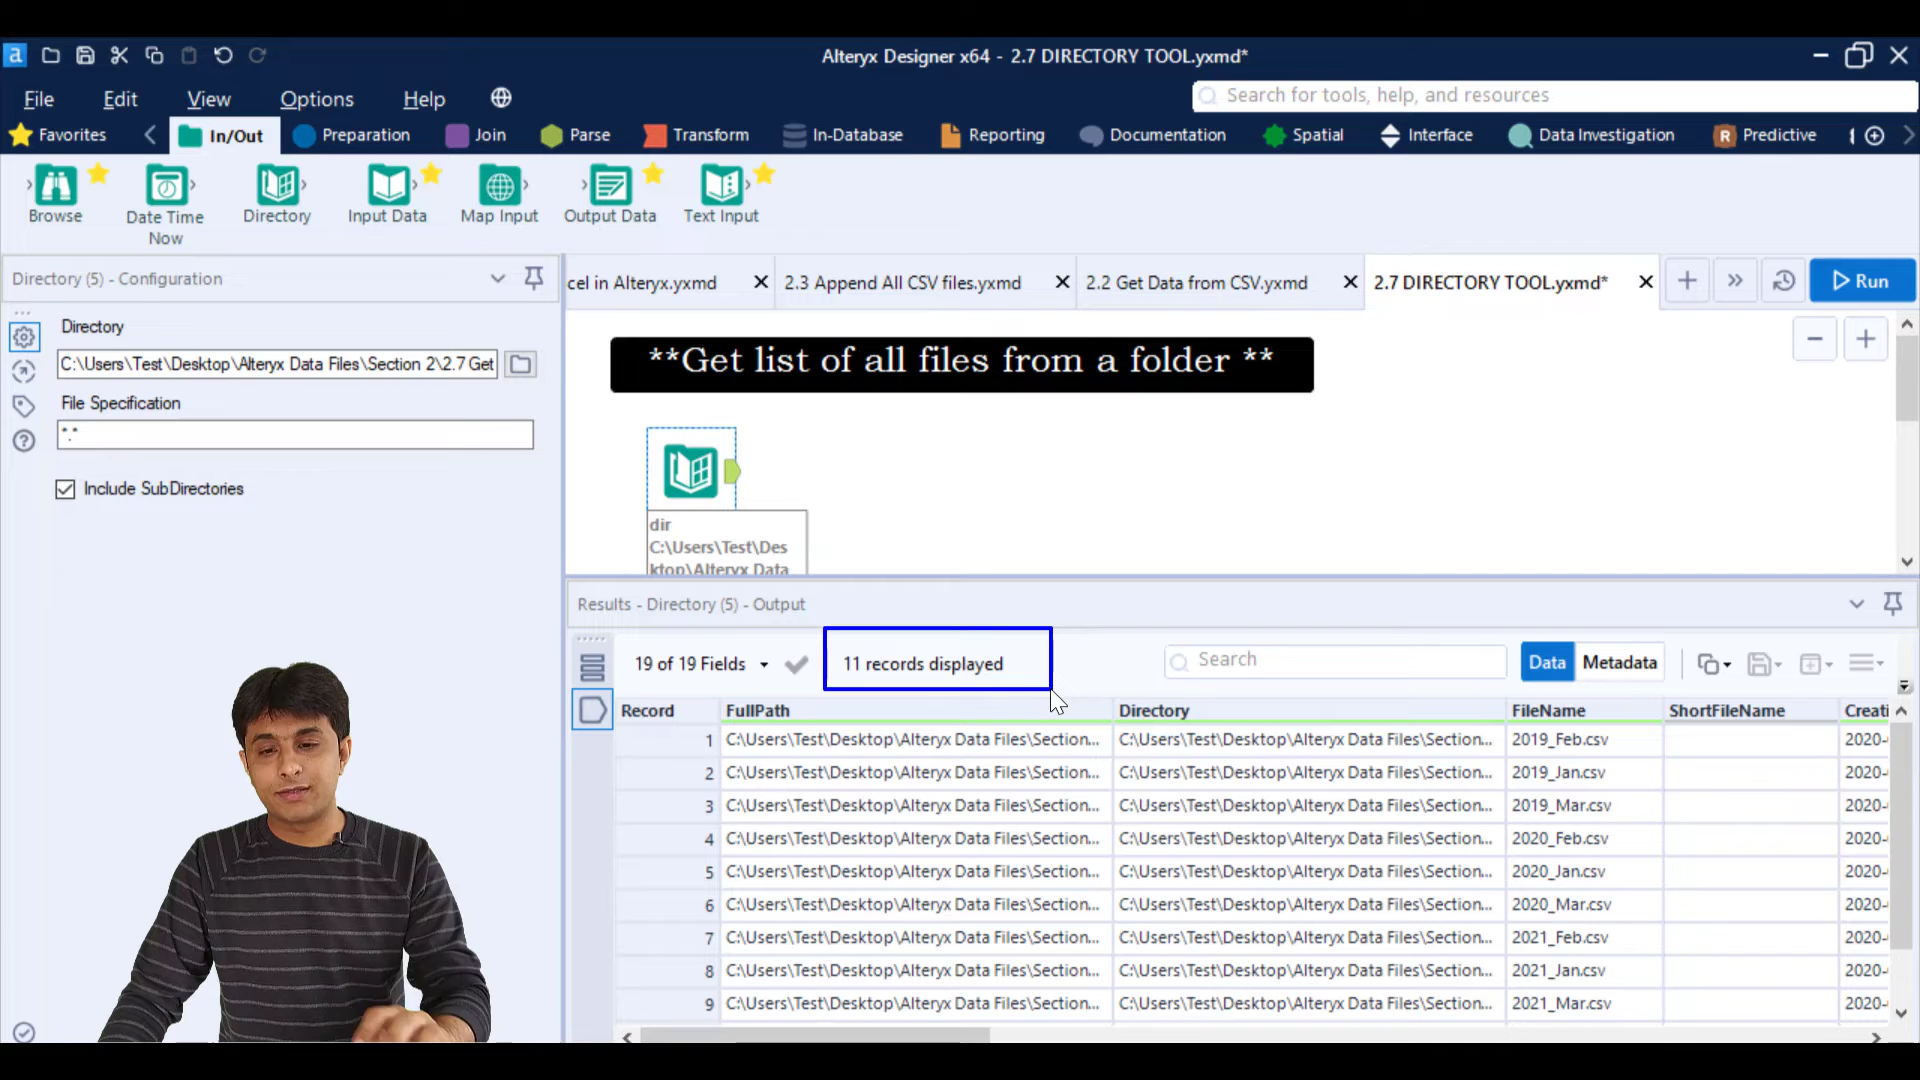 a
Alteryx Designer x64 - 2.7 DIRECTORY TOOL.yxmd*
File Edit View Options Help
Search for tools, help, and resources
Favorites In/Out Preparation Join Parse Transform In-Database Reporting Documentation Spatial Interface Data Investigation R Predictive
Browse Date Time Now Directory Input Data Map Input Output Data Text Input
Directory (5) - Configuration
cel in Alteryx.yxmd 2.3 Append All CSV files.yxmd 2.2 Get Data from CSV.yxmd 2.7 DIRECTORY TOOL.yxmd* Run
Directory
C:\Users\Test\Desktop\Alteryx Data Files\Section 2\2.7 Get
File Specification
*.*
Include SubDirectories
**Get list of all files from a folder **
dir
C:\Users\Test\Des
ktop\Alteryx Data
Results - Directory (5) - Output
19 of 19 Fields 11 records displayed Search Data Metadata
Record FullPath Directory FileName ShortFileName Creati
1 C:\Users\Test\Desktop\Alteryx Data Files\Section... C:\Users\Test\Desktop\Alteryx Data Files\Section... 2019_Feb.csv 2020-
2 C:\Users\Test\Desktop\Alteryx Data Files\Section... C:\Users\Test\Desktop\Alteryx Data Files\Section... 2019_Jan.csv 2020-
3 C:\Users\Test\Desktop\Alteryx Data Files\Section... C:\Users\Test\Desktop\Alteryx Data Files\Section... 2019_Mar.csv 2020-
4 C:\Users\Test\Desktop\Alteryx Data Files\Section... C:\Users\Test\Desktop\Alteryx Data Files\Section... 2020_Feb.csv 2020-
5 C:\Users\Test\Desktop\Alteryx Data Files\Section... C:\Users\Test\Desktop\Alteryx Data Files\Section... 2020_Jan.csv 2020-
6 C:\Users\Test\Desktop\Alteryx Data Files\Section... C:\Users\Test\Desktop\Alteryx Data Files\Section... 2020_Mar.csv 2020-
7 C:\Users\Test\Desktop\Alteryx Data Files\Section... C:\Users\Test\Desktop\Alteryx Data Files\Section... 2021_Feb.csv 2020-
8 C:\Users\Test\Desktop\Alteryx Data Files\Section... C:\Users\Test\Desktop\Alteryx Data Files\Section... 2021_Jan.csv 2020-
9 C:\Users\Test\Desktop\Alteryx Data Files\Section... C:\Users\Test\Desktop\Alteryx Data Files\Section... 2021_Mar.csv 2020-